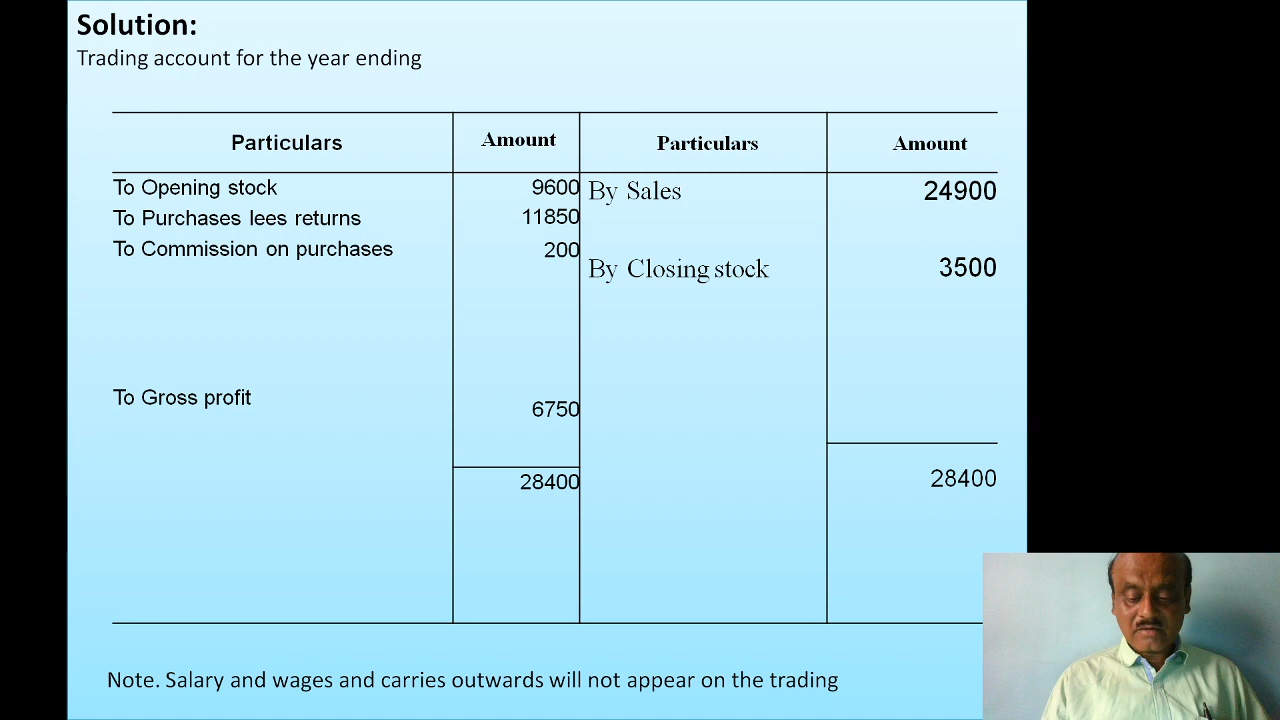 Solution:
Trading account for the year ending
Particulars Amount Particulars Amount
To Opening stock 9600 By Sales 24900
To Purchases lees returns 11850
To Commission on purchases 200
By Closing stock 3500
To Gross profit 6750
28400 28400
Note. Salary and wages and carries outwards will not appear on the trading